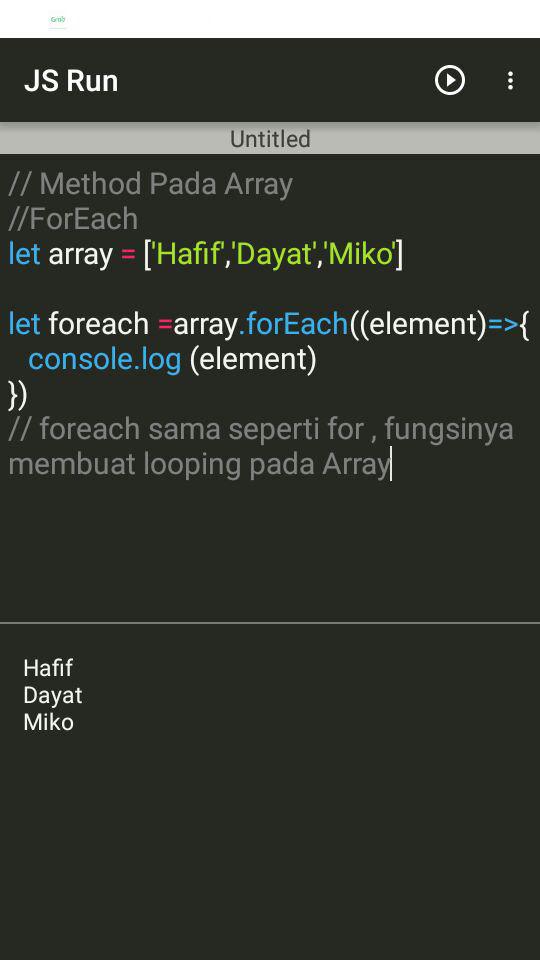 Grab
JS Run
Untitled
// Method Pada Array
//ForEach
let array = ['Hafif','Dayat','Miko']
let foreach =array.forEach((element)=>{
console.log (element)
})
// foreach sama seperti for , fungsinya
membuat looping pada Array
Hafif
Dayat
Miko